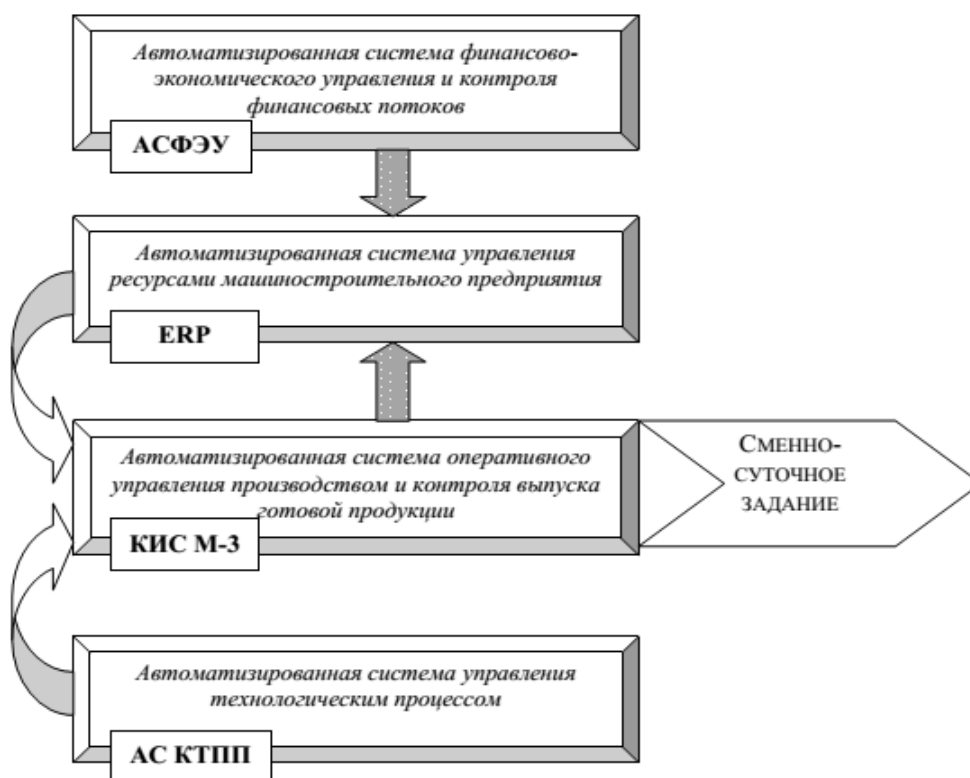 Автоматизированная система финансово-
экономического управления и контроля
финансовых потоков
АСФЭУ
Автоматизированная система управления
ресурсами машиностроительного предприятия
ERP
Автоматизированная система оперативного
управления производством и контроля выпуска
готовой продукции
КИС М-3
СМЕННО-
СУТОЧНОЕ
ЗАДАНИЕ
Автоматизированная система управления
технологическим процессом
АС КТПП